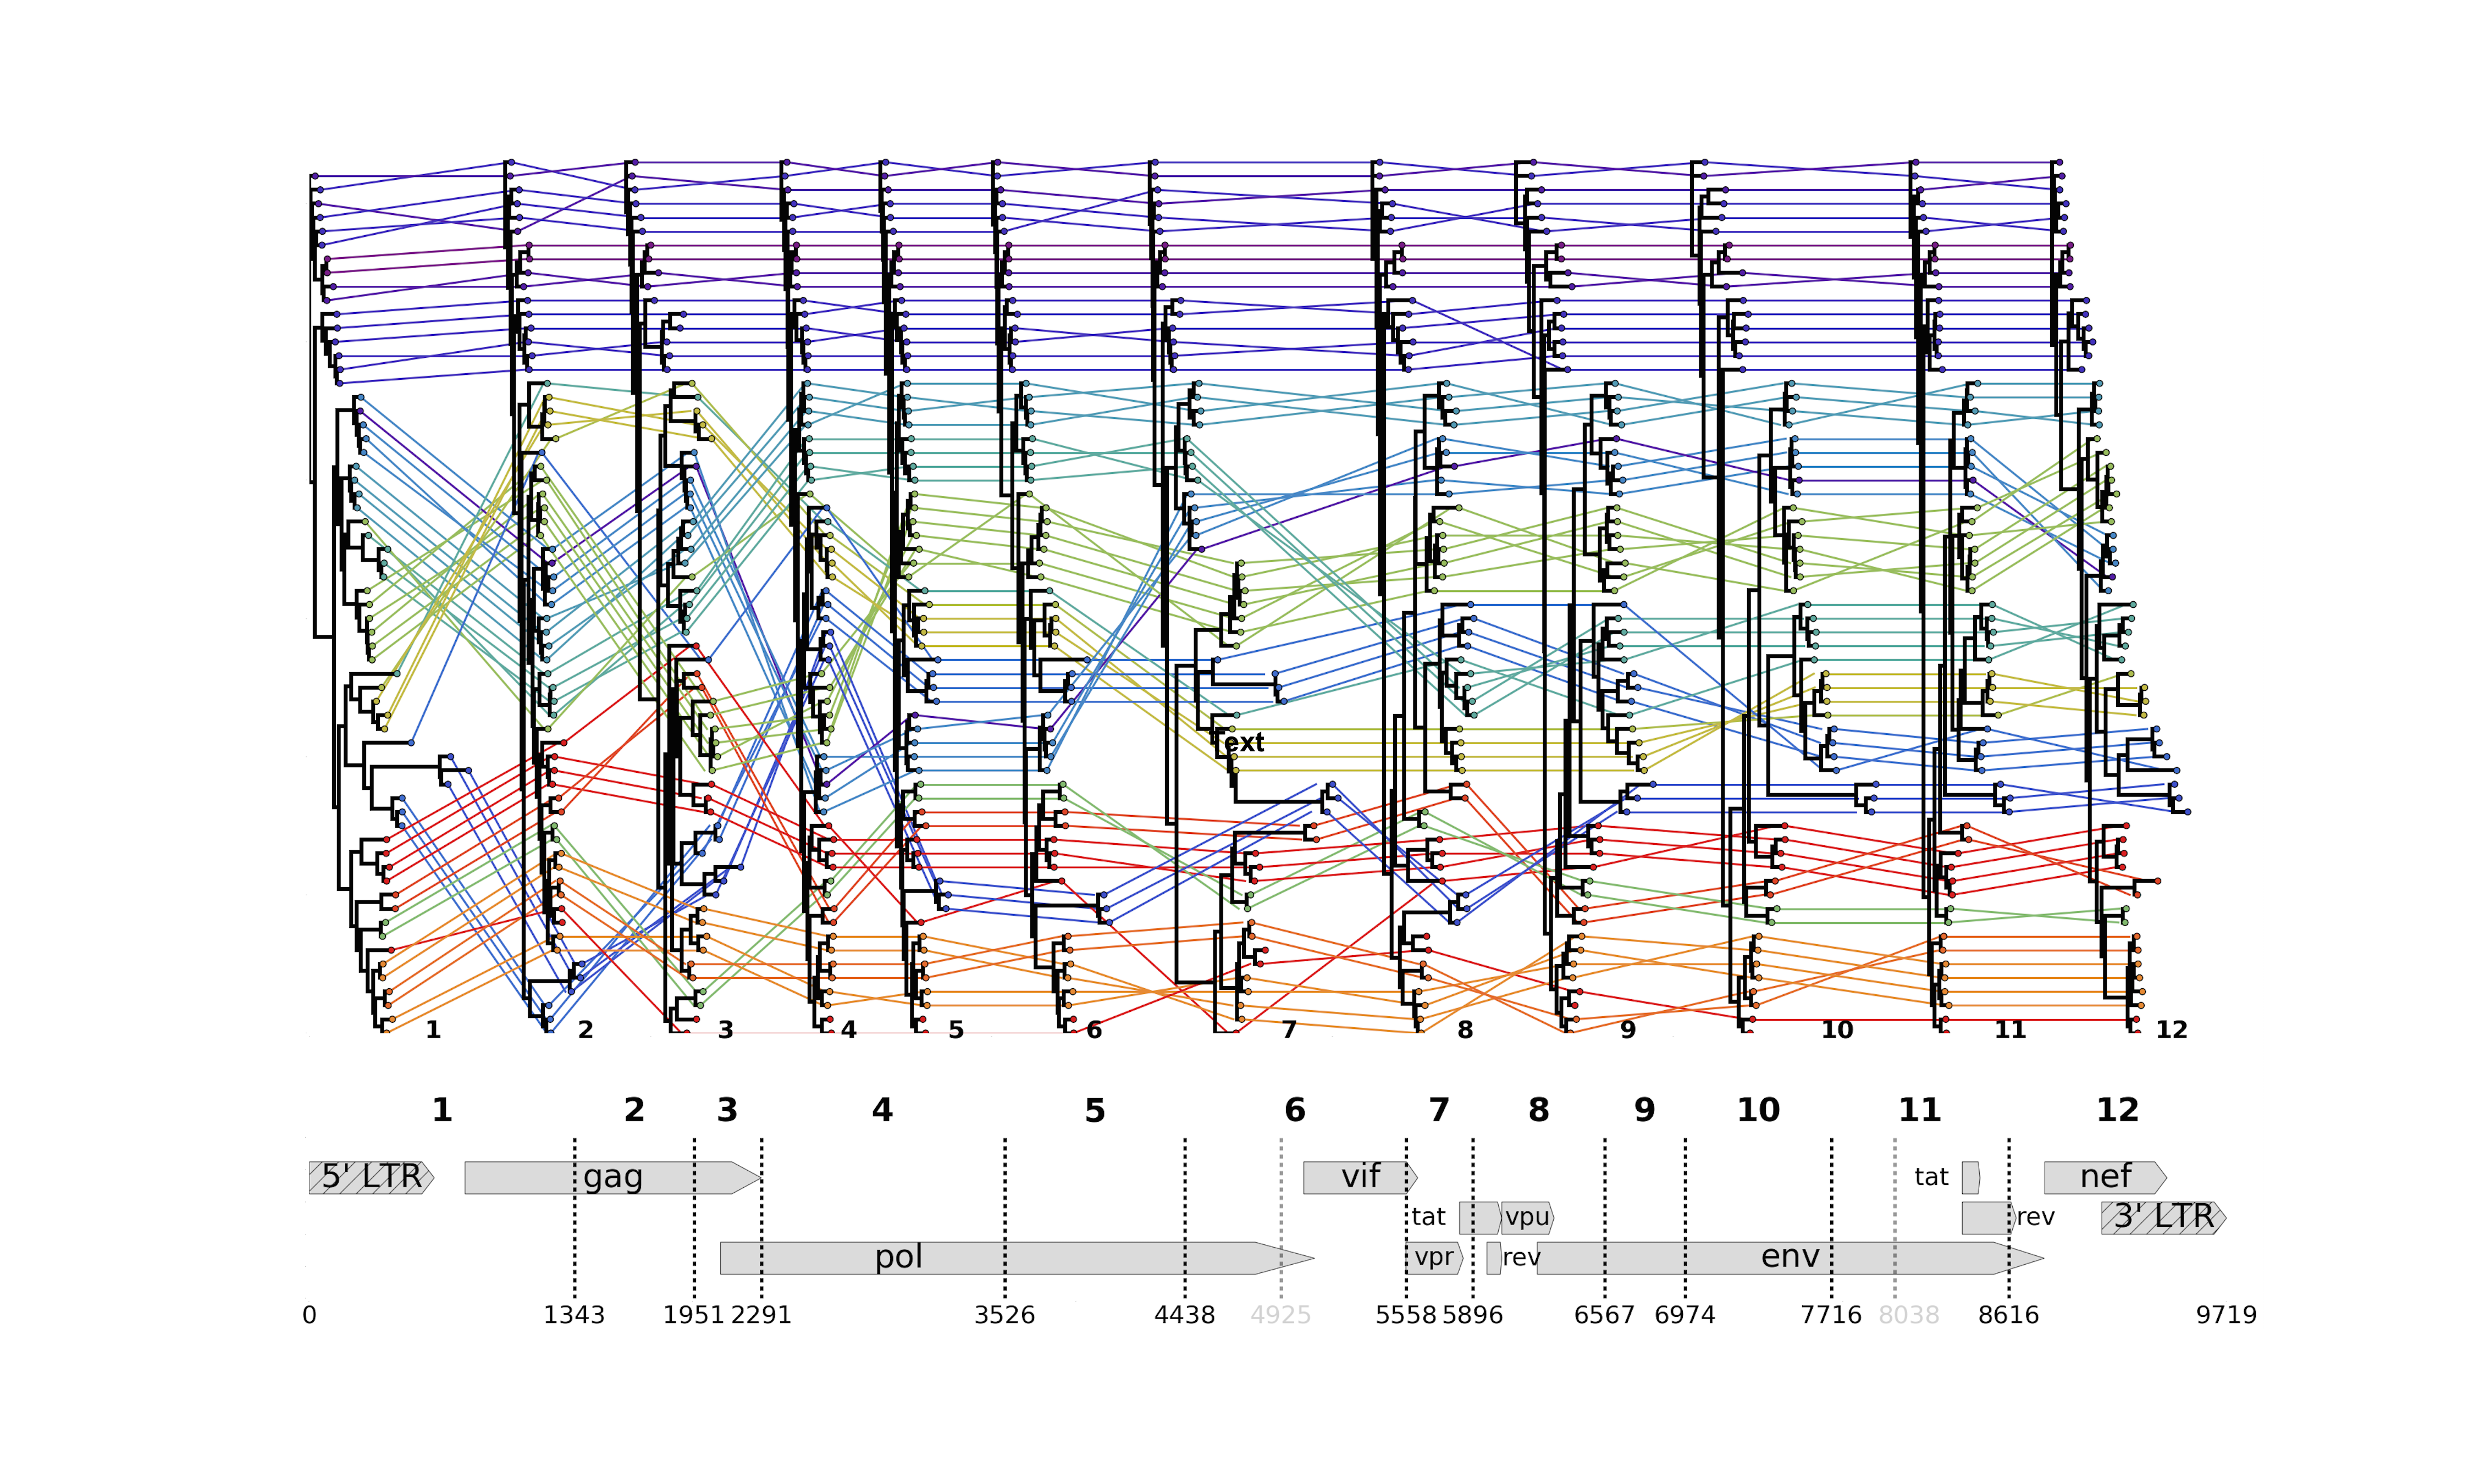 ext
1 2 3 4 5 6 7 8 9 10 11 12
1 2 3 4 5 6 7 8 9 10 11 12
5' LTR gag vif tat nef
tat vpu rev 3' LTR
pol vpr rev env
0 1343 1951 2291 3526 4438 4925 5558 5896 6567 6974 7716 8038 8616 9719